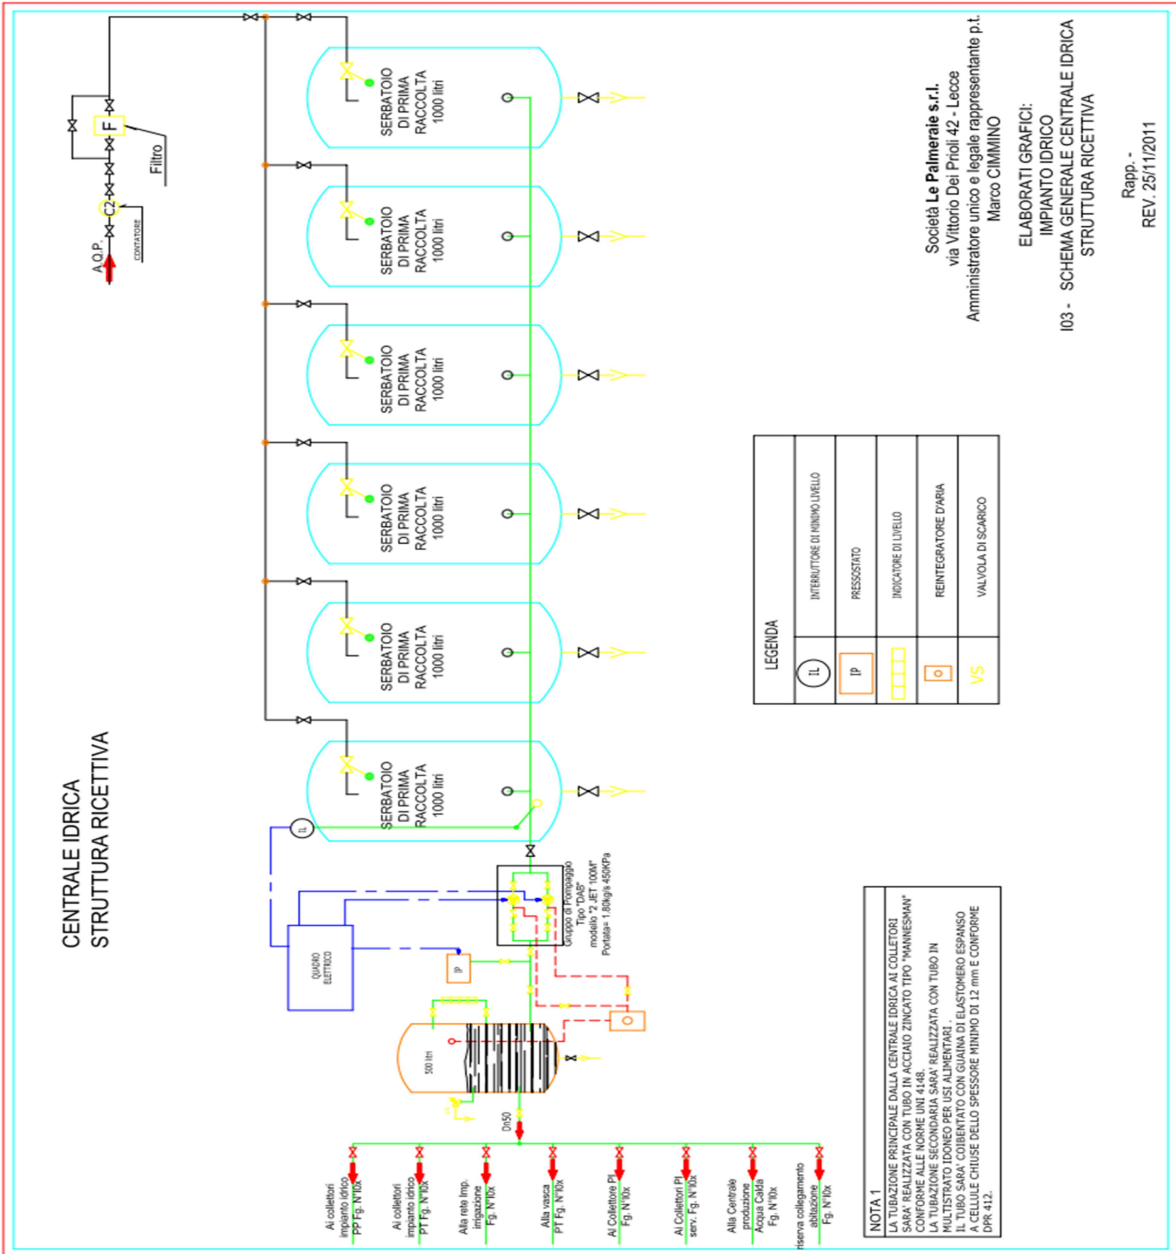 CENTRALE IDRICA
STRUTTURA RICETTIVA
A.Q.P.
CONTATORE
C2
F
Filtro
SERBATOIO
DI PRIMA
RACCOLTA
1000 litri
SERBATOIO
DI PRIMA
RACCOLTA
1000 litri
SERBATOIO
DI PRIMA
RACCOLTA
1000 litri
SERBATOIO
DI PRIMA
RACCOLTA
1000 litri
SERBATOIO
DI PRIMA
RACCOLTA
1000 litri
SERBATOIO
DI PRIMA
RACCOLTA
1000 litri
IL
QUADRO
ELETTRICO
IP
Gruppo di Pompaggio
Tipo "DAB"
modello "2 JET 100M"
Portata= 1.80kg/s 450KPa
500 litri
Dn50
Ai collettori
impianto idrico
PP Fg. N°I0x
Ai collettori
impianto idrico
PT Fg. N°I0x
Alla rete Imp.
irrigazione
Fg. N°I0x
Alla vasca
PT Fg. N°I0x
Al Collettore PI
Fg. N°I0x
Ai Collettori PI
serv. Fg. N°I0x
Alla Centrale
produzione
Acqua Calda
Fg. N°I0x
riserva collegamento
abitazione
Fg. N°I0x
LEGENDA
IL INTERRUTTORE DI MINIMO LIVELLO
IP PRESSOSTATO
INDICATORE DI LIVELLO
REINTEGRATORE D'ARIA
VS VALVOLA DI SCARICO
NOTA 1
LA TUBAZIONE PRINCIPALE DALLA CENTRALE IDRICA AI COLLETORI
SARA' REALIZZATA CON TUBO IN ACCIAIO ZINCATO TIPO "MANNESMAN"
CONFORME ALLE NORME UNI 4148.
LA TUBAZIONE SECONDARIA SARA' REALIZZATA CON TUBO IN
MULTISTRATO IDONEO PER USI ALIMENTARI .
IL TUBO SARA' COIBENTATO CON GUAINA DI ELASTOMERO ESPANSO
A CELLULE CHIUSE DELLO SPESSORE MINIMO DI 12 mm E CONFORME
DPR 412.
Società Le Palmeraie s.r.l.
via Vittorio Dei Prioli 42 - Lecce
Amministratore unico e legale rappresentante p.t.
Marco CIMMINO
ELABORATI GRAFICI:
IMPIANTO IDRICO
I03 - SCHEMA GENERALE CENTRALE IDRICA
STRUTTURA RICETTIVA
Rapp. -
REV. 25/11/2011